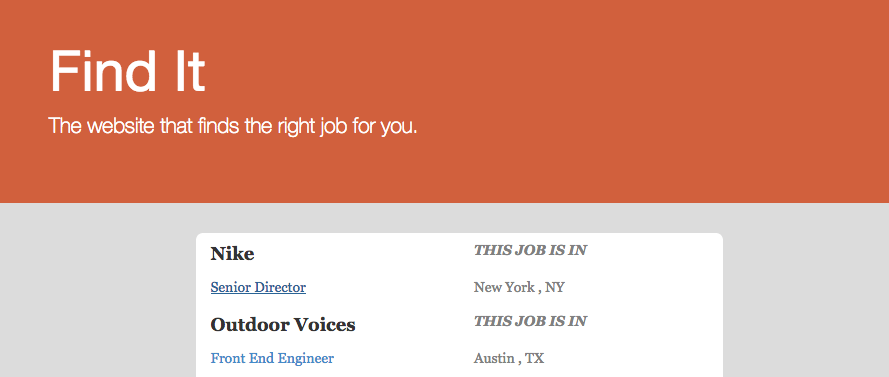 Find It
The website that finds the right job for you.
Nike
THIS JOB IS IN
Senior Director
New York , NY
Outdoor Voices
THIS JOB IS IN
Front End Engineer
Austin , TX